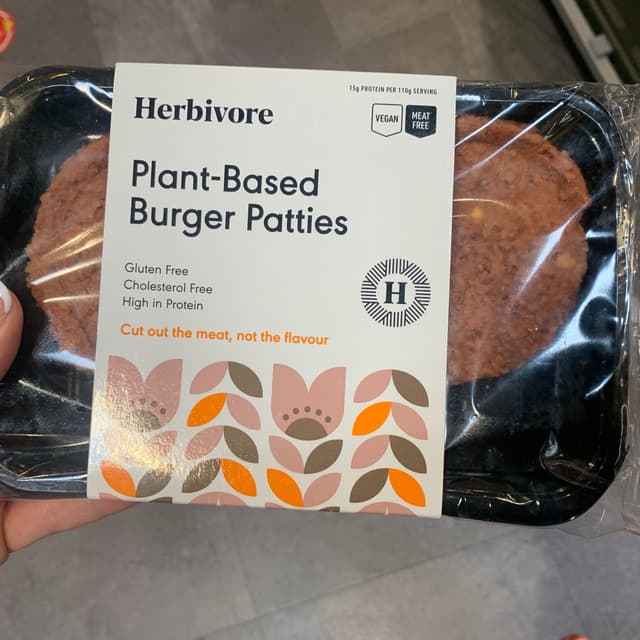 15g PROTEIN PER 110g SERVING
Herbivore
VEGAN
MEAT
FREE
Plant-Based
Burger Patties
Gluten Free
Cholesterol Free
High in Protein
H
Cut out the meat, not the flavour